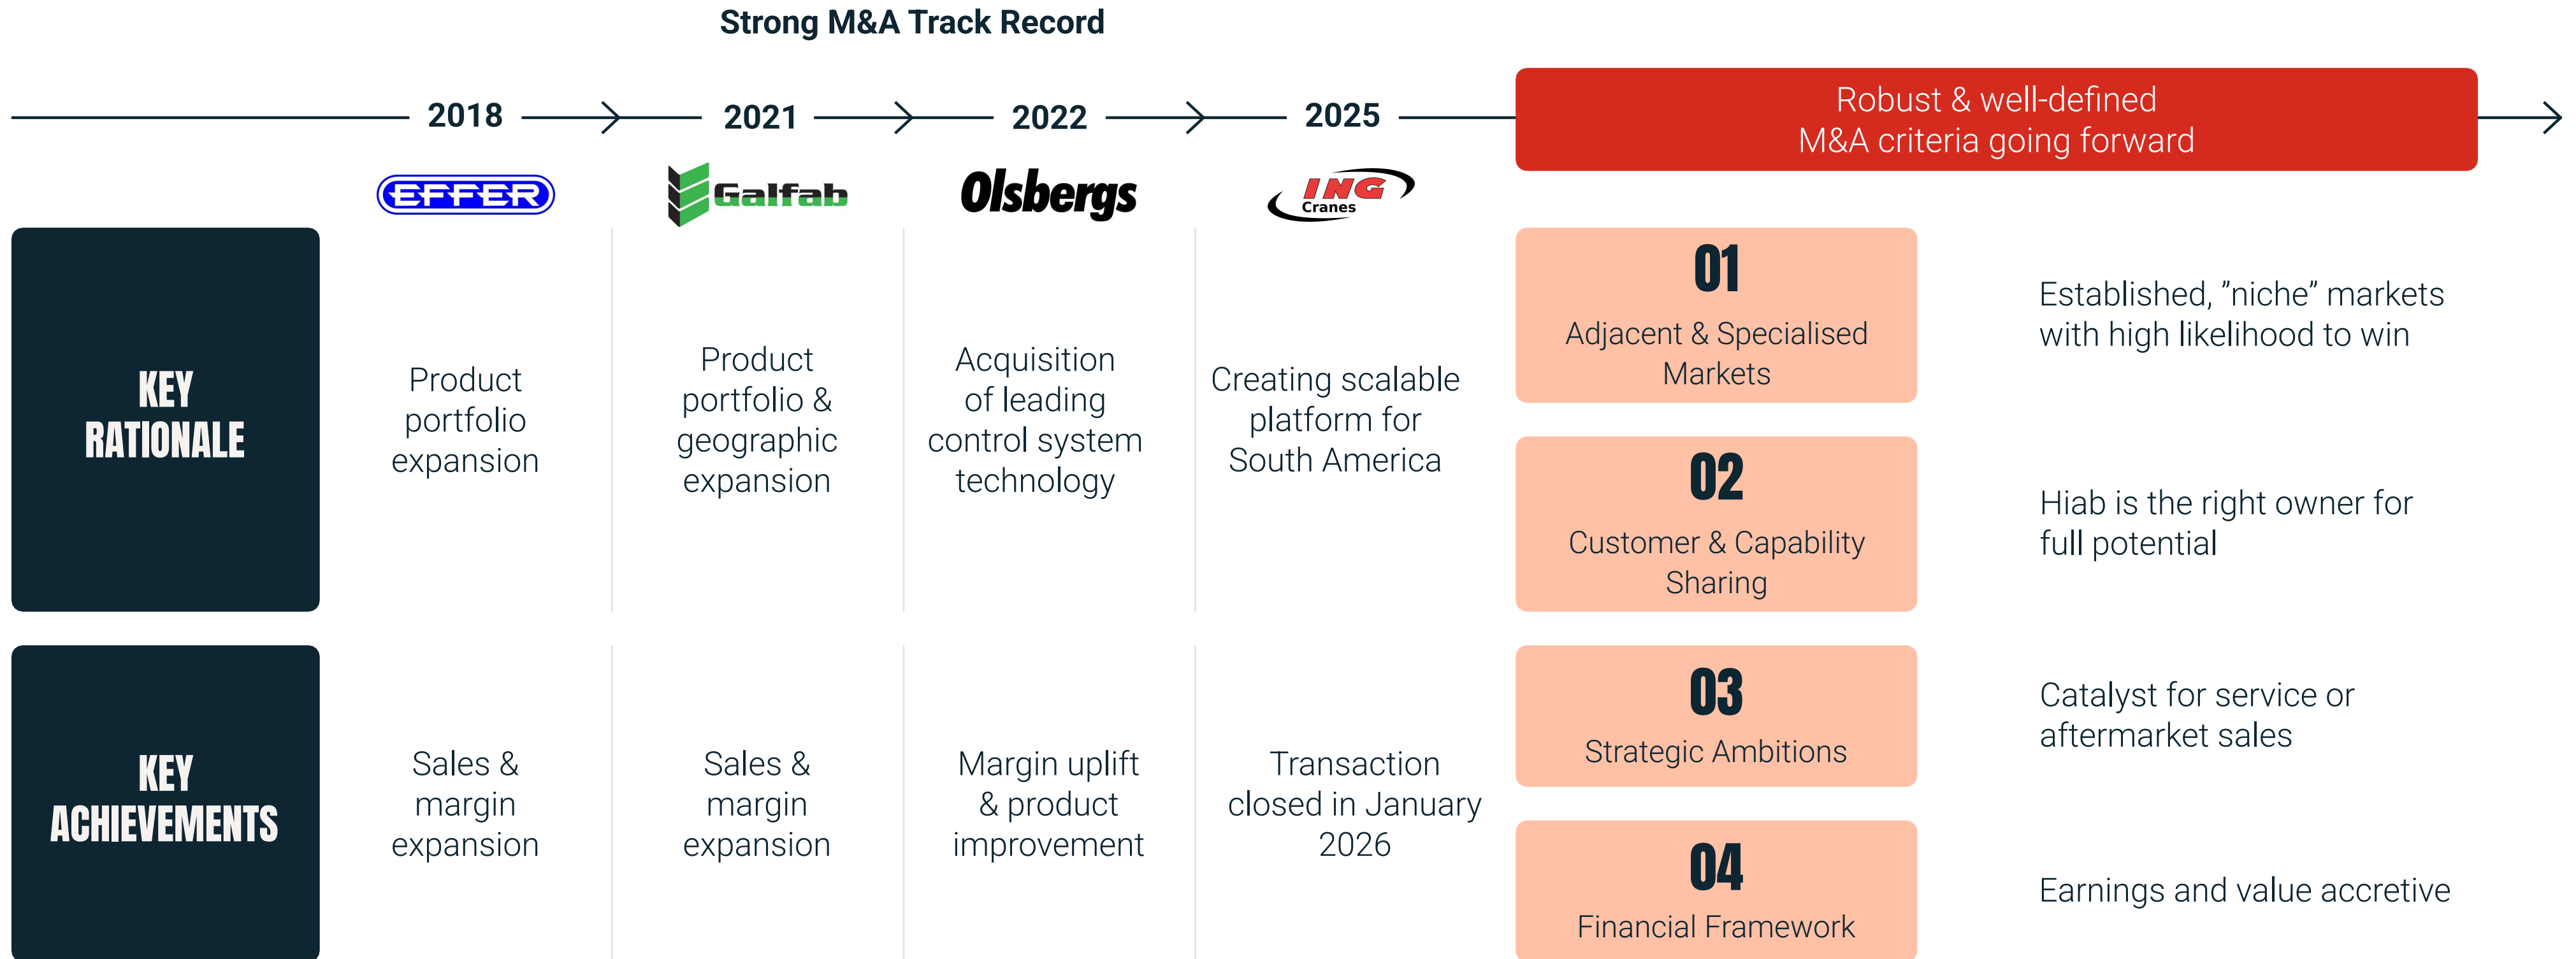 Strong M&A Track Record
2018
2021
2022
2025
Robust & well-defined
M&A criteria going forward
EFFER
Galfab
Olsbergs
ING
Cranes
KEY
RATIONALE
Product
portfolio
expansion
Product
portfolio &
geographic
expansion
Acquisition
of leading
control system
technology
Creating scalable
platform for
South America
KEY
ACHIEVEMENTS
Sales &
margin
expansion
Sales &
margin
expansion
Margin uplift
& product
improvement
Transaction
closed in January
2026
01
Adjacent & Specialised
Markets
Established, ”niche” markets
with high likelihood to win
02
Customer & Capability
Sharing
Hiab is the right owner for
full potential
03
Strategic Ambitions
Catalyst for service or
aftermarket sales
04
Financial Framework
Earnings and value accretive